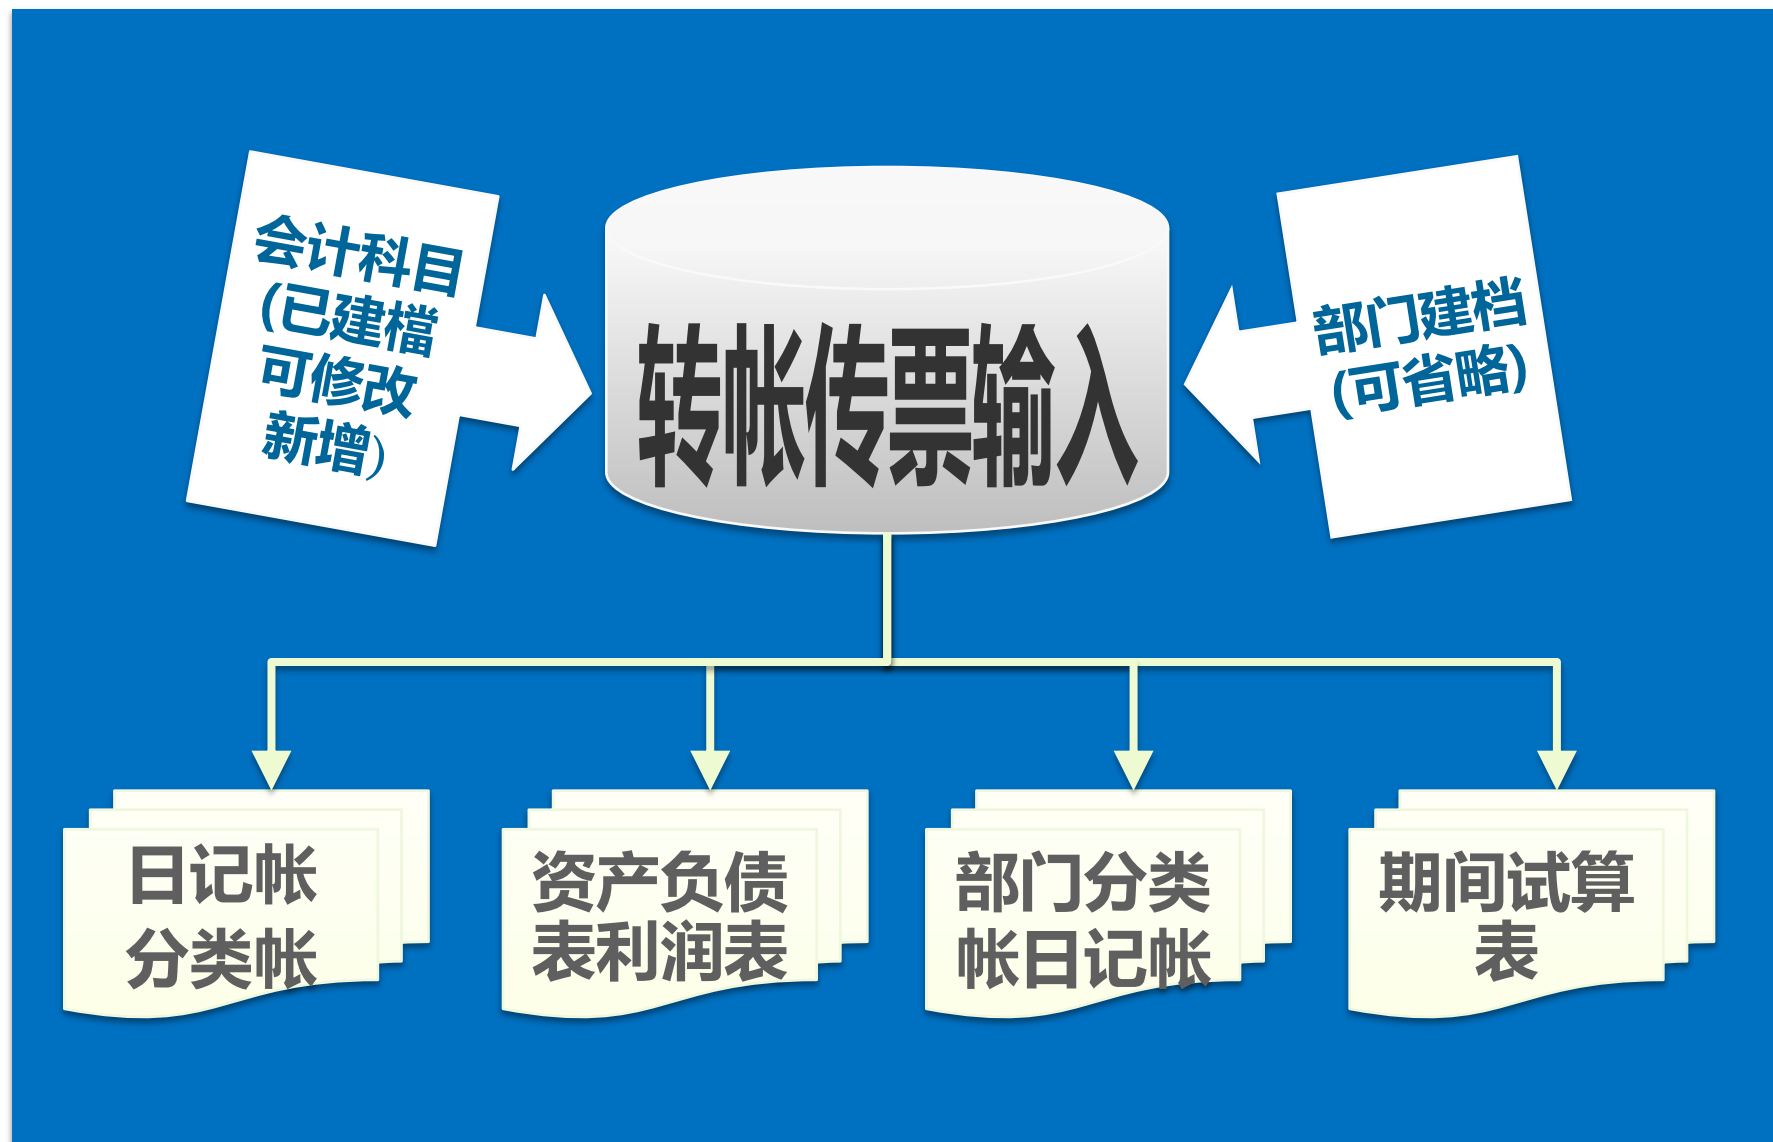 会计科目
(已建檔
可修改
新增)
转帐传票输入
部门建档
(可省略)
日记帐
分类帐
资产负债
表利润表
部门分类
帐日记帐
期间试算
表